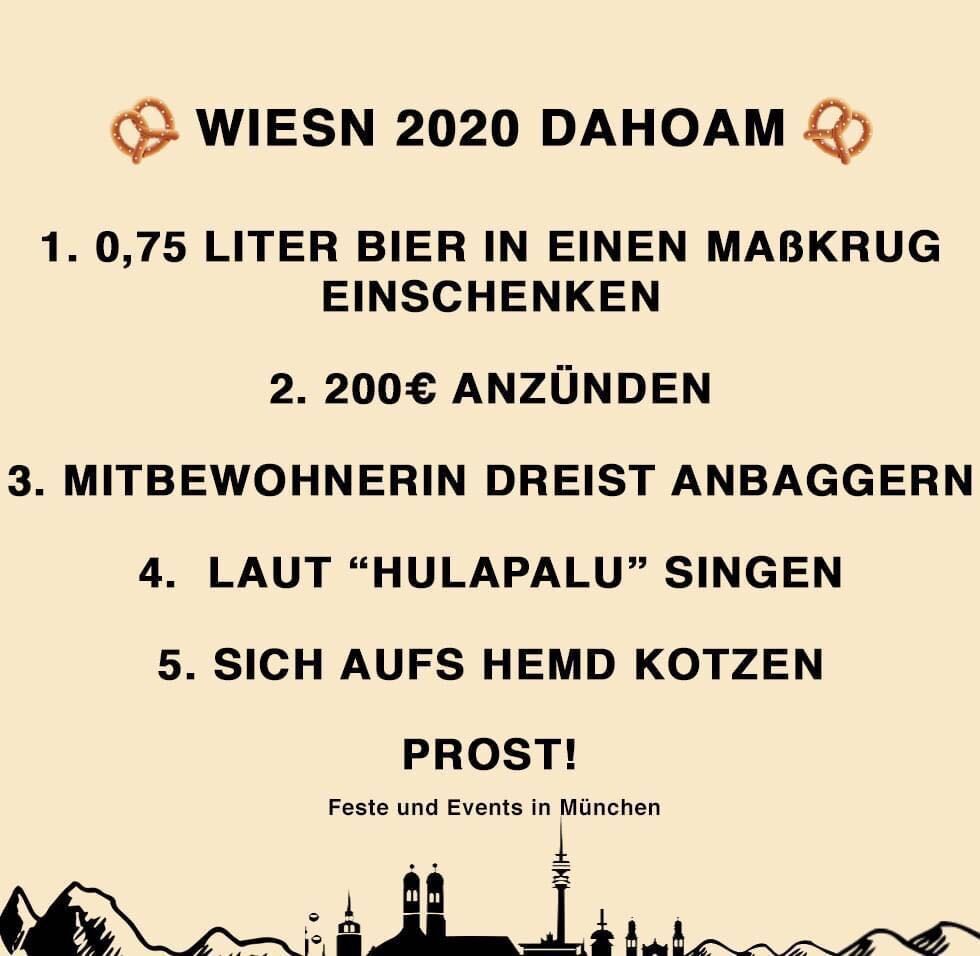 WIESN 2020 DAHOAM
1. 0,75 LITER BIER IN EINEN MAßKRUG
EINSCHENKEN
2. 200€ ANZÜNDEN
3. MITBEWOHNERIN DREIST ANBAGGERN
4. LAUT “HULAPALU” SINGEN
5. SICH AUFS HEMD KOTZEN
PROST!
Feste und Events in München